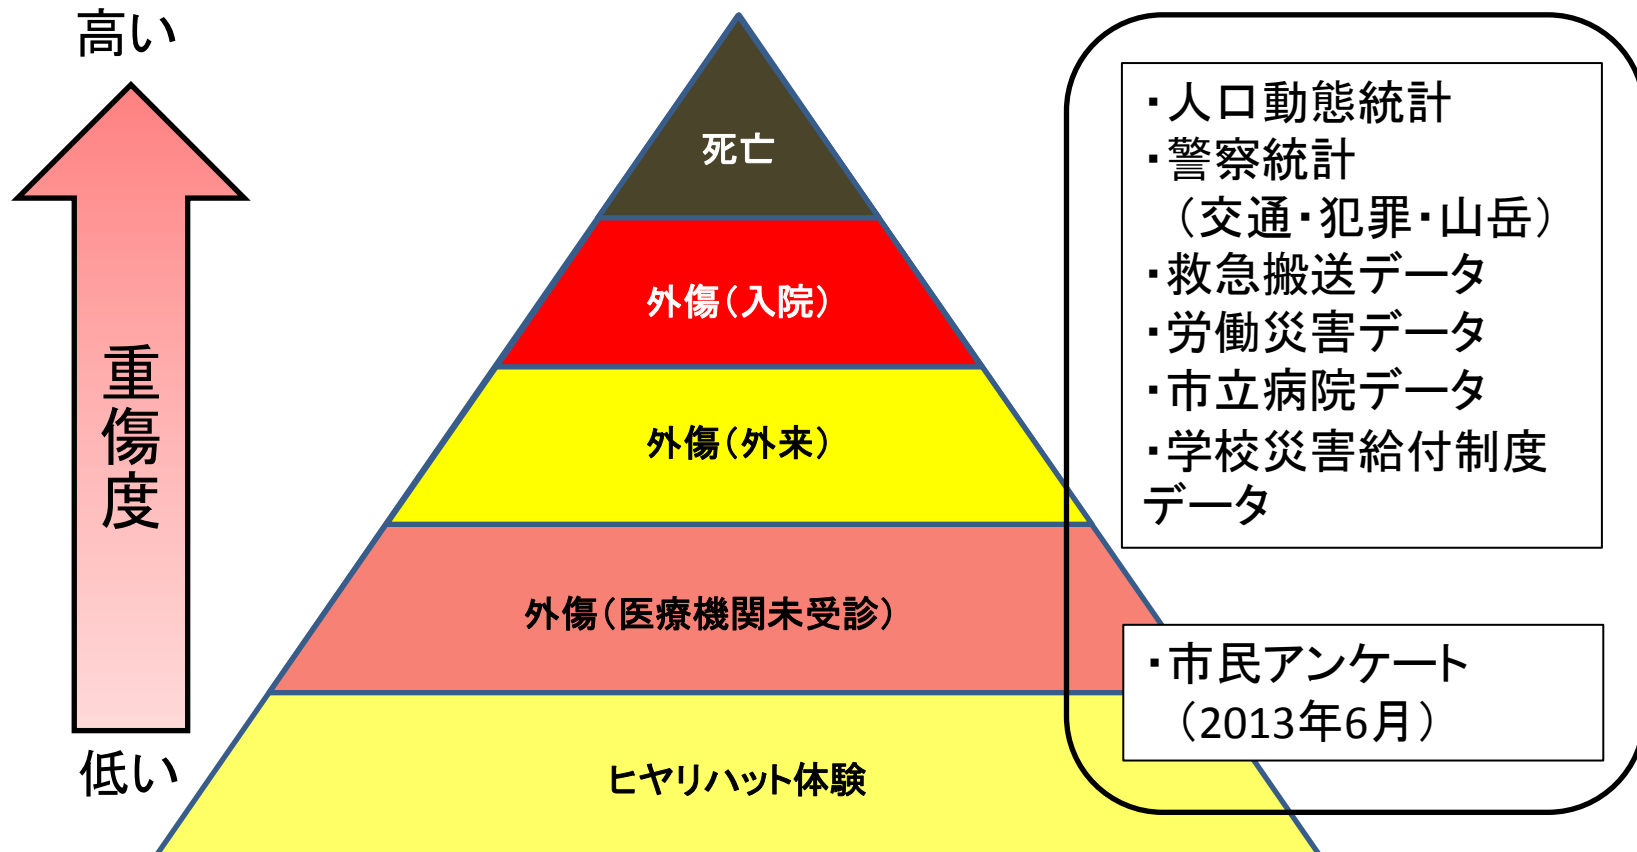 高い
重傷度
低い
死亡
外傷（入院）
外傷（外来）
外傷（医療機関未受診）
ヒヤリハット体験
・人口動態統計
・警察統計
（交通・犯罪・山岳）
・救急搬送データ
・労働災害データ
・市立病院データ
・学校災害給付制度
データ
・市民アンケート
（2013年6月）